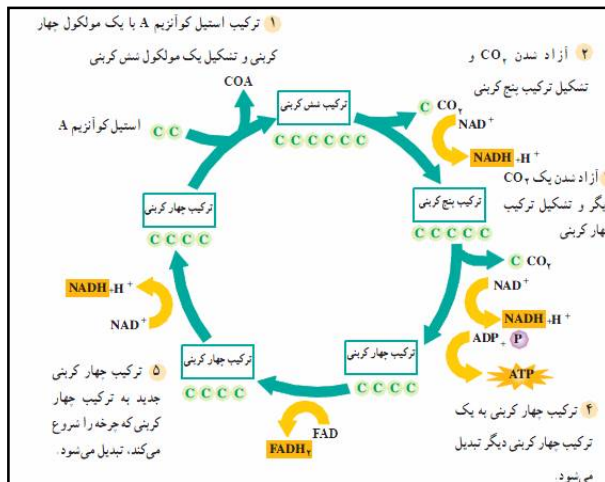 ۱ ترکیب استیل کوآنزیم A با یک مولکول چهار
کربنی و تشکیل یک مولکول شش کربنی
COA
استیل کوآنزیم A
C C
ترکیب شش کربنی
C C C C C C
۲ آزاد شدن CO۲ و
تشکیل ترکیب پنج کربنی
C CO۲
NAD+
NADH +H+
آزاد شدن یک CO۲
دیگر و تشکیل ترکیب
چهار کربنی
ترکیب پنج کربنی
C C C C C
C CO۲
NAD+
NADH +H+
ADP + P
ATP
ترکیب چهار کربنی
C C C C
۴ ترکیب چهار کربنی به یک
ترکیب چهار کربنی دیگر تبدیل
می‌شود.
FAD
FADH۲
ترکیب چهار کربنی
C C C C
۵ ترکیب چهار کربنی
جدید به ترکیب چهار
کربنی که چرخه را شروع
می‌کند، تبدیل می‌شود.
NADH +H+
NAD+
ترکیب چهار کربنی
C C C C